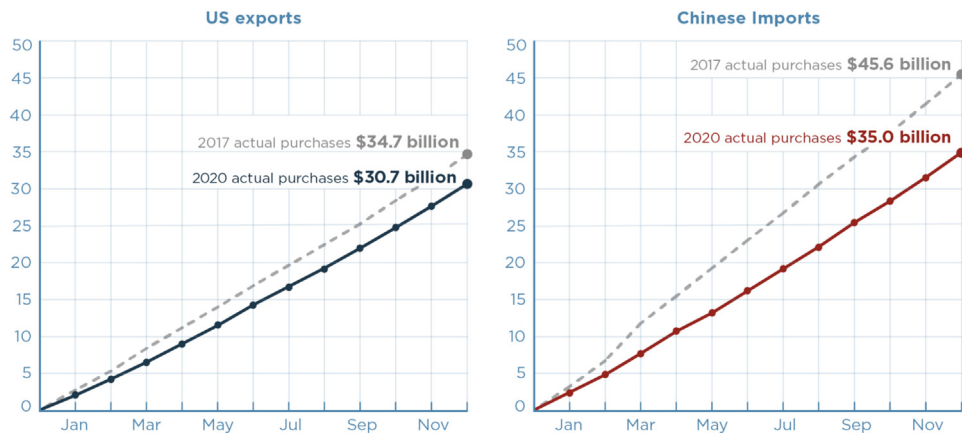 US exports
50
45
40
35
30
25
20
15
10
5
0
2017 actual purchases $34.7 billion
2020 actual purchases $30.7 billion
Jan Mar May Jul Sep Nov
Chinese Imports
50
45
40
35
30
25
20
15
10
5
0
2017 actual purchases $45.6 billion
2020 actual purchases $35.0 billion
Jan Mar May Jul Sep Nov